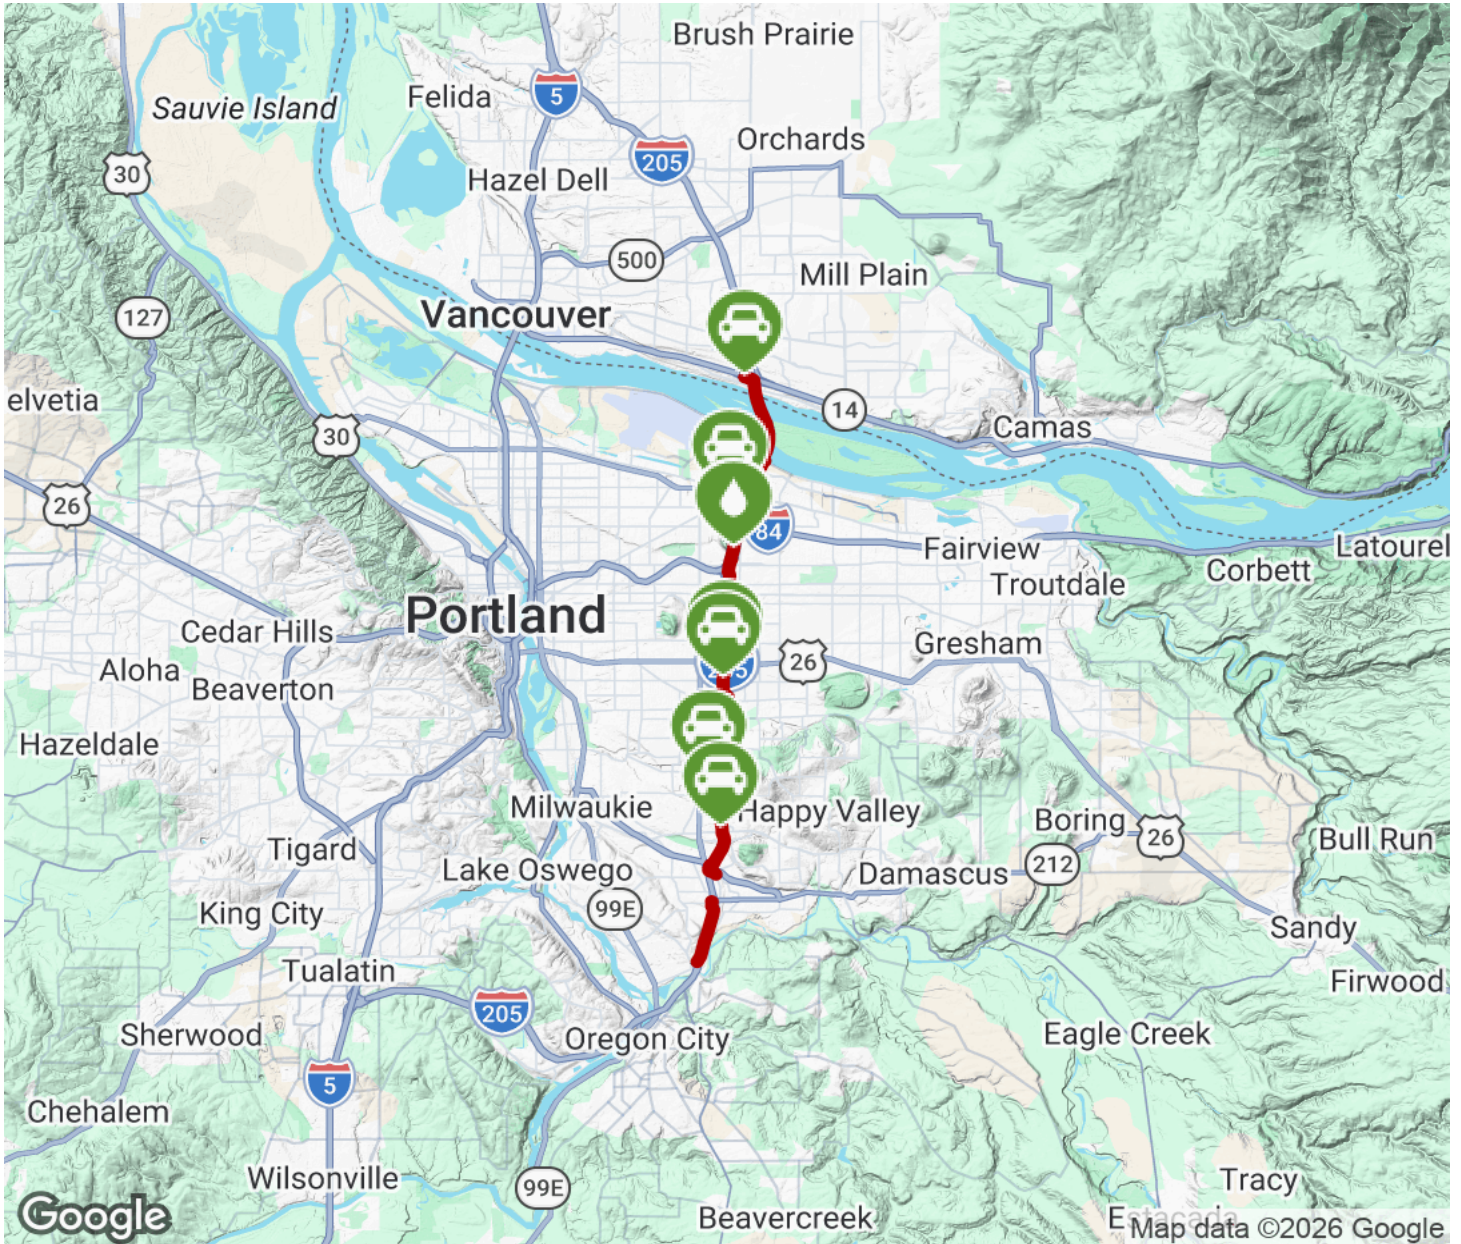 Brush Prairie
Felida
5
Sauvie Island
Orchards
205
30
Hazel Dell
500
Mill Plain
127
Vancouver
elvetia
14
Camas
30
26
84
Fairview
Latourel
Corbett
Troutdale
Portland
Cedar Hills
Gresham
26
Aloha
Beaverton
Hazeldale
Milwaukie
Happy Valley
Boring
26
Bull Run
Tigard
212
Lake Oswego
Damascus
99E
King City
Sandy
Tualatin
Firwood
205
Sherwood
Oregon City
Eagle Creek
5
Chehalem
Wilsonville
99E
Tracy
Google
Beavercreek
Estacada
Map data ©2026 Google